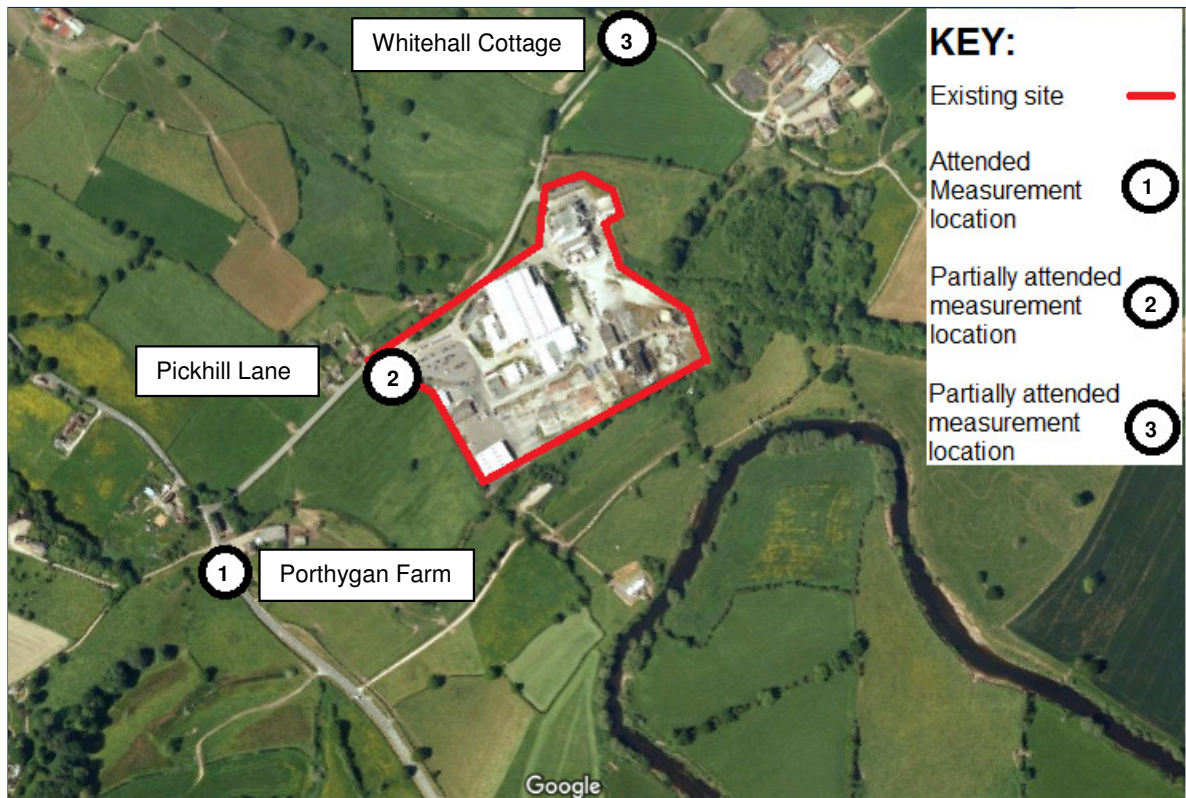 Whitehall Cottage
3
KEY:
Existing site
Attended
Measurement
location
1
Partially attended
measurement
location
2
Partially attended
measurement
location
3
Pickhill Lane
2
1
Porthygan Farm
Google